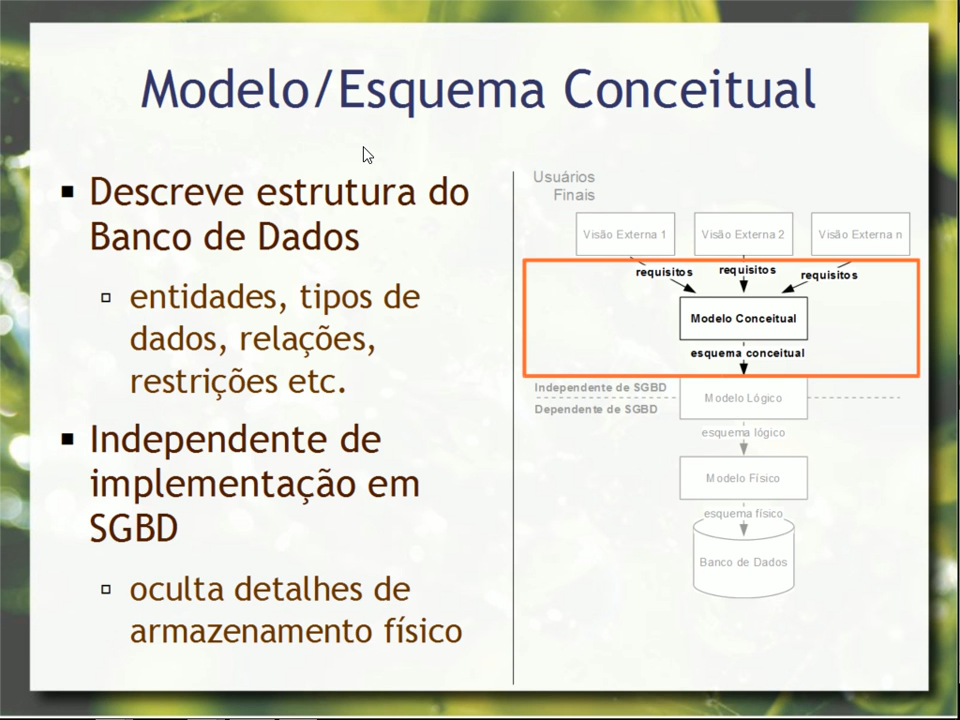 Modelo/Esquema Conceitual
Descreve estrutura do
Banco de Dados
entidades, tipos de
dados, relações,
restrições etc.
Independente de
implementação em
SGBD
oculta detalhes de
armazenamento físico
Usuários
Finais
Visão Externa 1
Visão Externa 2
Visão Externa n
requisitos
requisitos
requisitos
Modelo Conceitual
esquema conceitual
Independente de SGBD
Dependente de SGBD
Modelo Lógico
esquema lógico
Modelo Físico
esquema físico
Banco de Dados